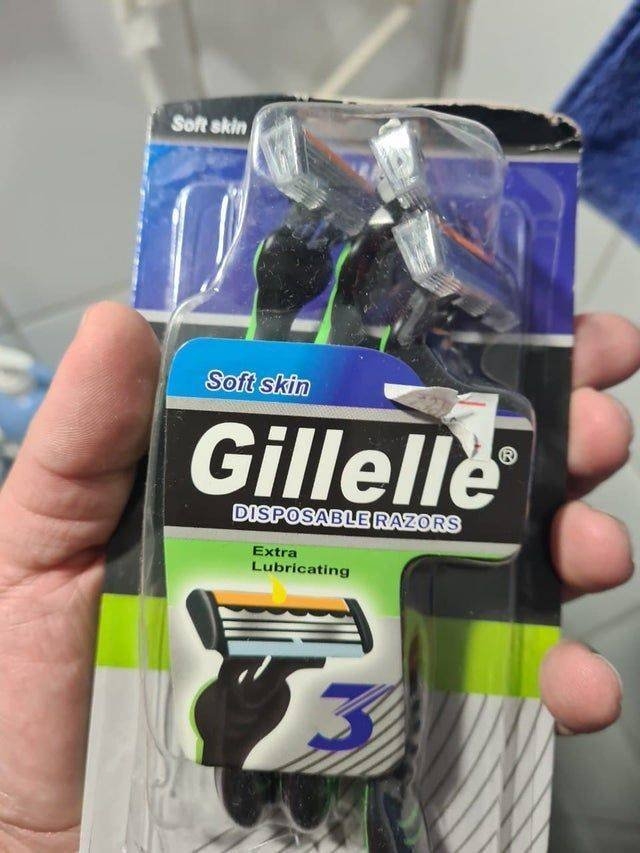 Soft skin
Soft skin
Gillelle®
DISPOSABLE RAZORS
Extra
Lubricating
3